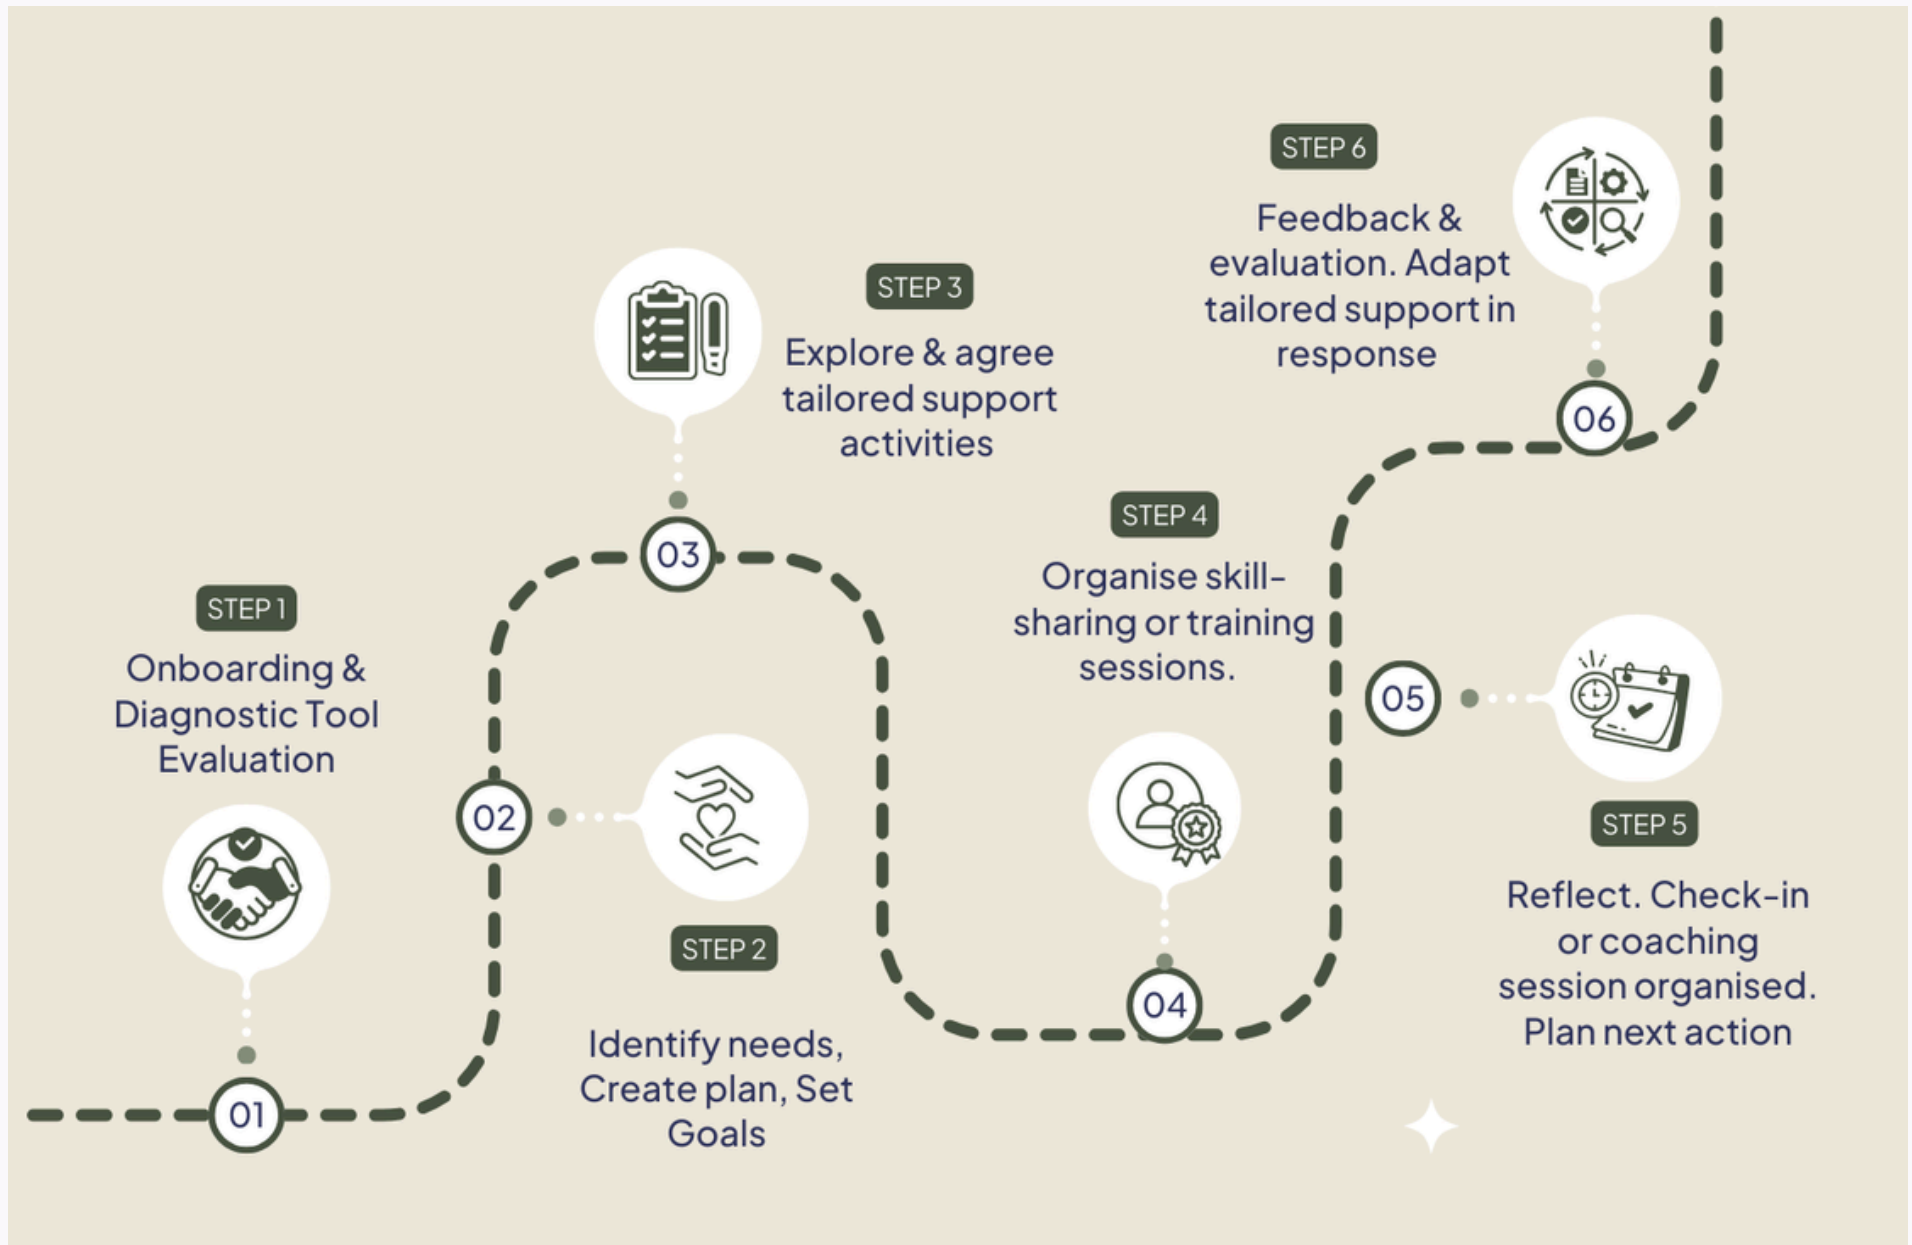 STEP 1
Onboarding &
Diagnostic Tool
Evaluation
01
02
STEP 2
Identify needs,
Create plan, Set
Goals
STEP 3
Explore & agree
tailored support
activities
03
STEP 4
Organise skill-
sharing or training
sessions.
04
05
STEP 5
Reflect. Check-in
or coaching
session organised.
Plan next action
STEP 6
Feedback &
evaluation. Adapt
tailored support in
response
06